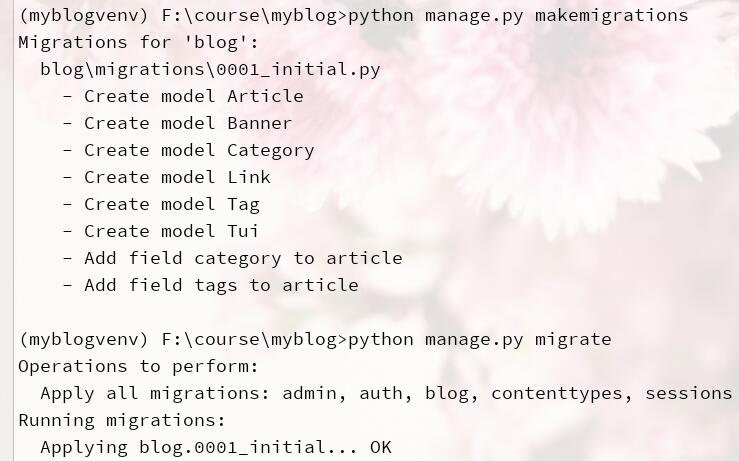 (myblogvenv) F:\course\myblog>python manage.py makemigrations
Migrations for 'blog':
  blog\migrations\0001_initial.py
    - Create model Article
    - Create model Banner
    - Create model Category
    - Create model Link
    - Create model Tag
    - Create model Tui
    - Add field category to article
    - Add field tags to article
(myblogvenv) F:\course\myblog>python manage.py migrate
Operations to perform:
  Apply all migrations: admin, auth, blog, contenttypes, sessions
Running migrations:
  Applying blog.0001_initial... OK